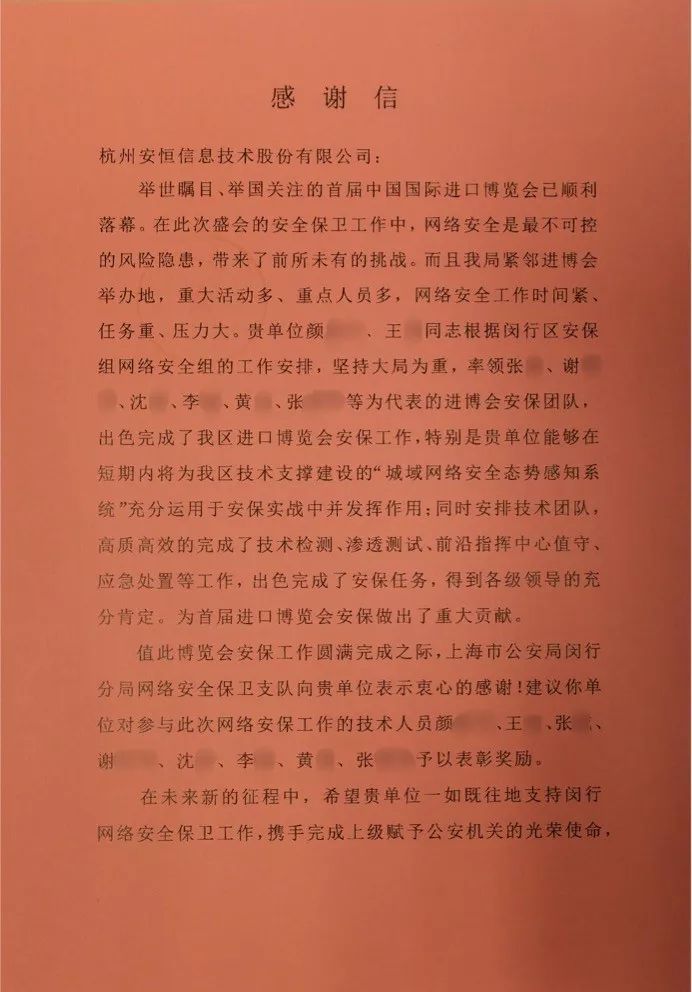 感谢信
杭州安恒信息技术股份有限公司：
举世瞩目、举国关注的首届中国国际进口博览会已顺利
落幕。在此次盛会的安全保卫工作中，网络安全是最不可控
的风险隐患，带来了前所未有的挑战。而且我局紧邻进博会
举办地，重大活动多、重点人员多，网络安全工作时间紧、
任务重、压力大。贵单位颜 、王 同志根据闵行区安保
组网络安全组的工作安排，坚持大局为重，率领张 、谢
、沈 、李 、黄 、张 等为代表的进博会安保团队，
出色完成了我区进口博览会安保工作，特别是贵单位能够在
短期内将为我区技术支撑建设的“城域网络安全态势感知系
统”充分运用于安保实战中并发挥作用；同时安排技术团队，
高质高效的完成了技术检测、渗透测试、前沿指挥中心值守、
应急处置等工作，出色完成了安保任务，得到各级领导的充
分肯定。为首届进口博览会安保做出了重大贡献。
值此博览会安保工作圆满完成之际，上海市公安局闵行
分局网络安全保卫支队向贵单位表示衷心的感谢！建议你单
位对参与此次网络安保工作的技术人员颜 、王 、张 、
谢 、沈 、李 、黄 、张 予以表彰奖励。
在未来新的征程中，希望贵单位一如既往地支持闵行
网络安全保卫工作，携手完成上级赋予公安机关的光荣使命，